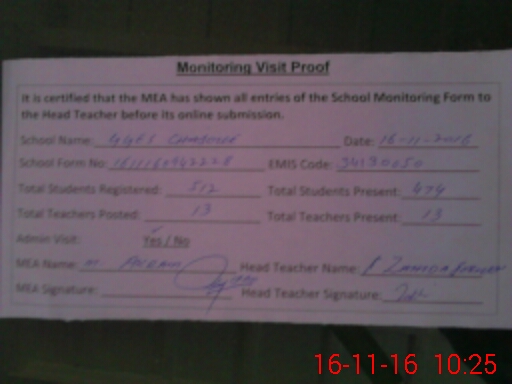 Monitoring Visit Proof
It is certified that the MEA has shown all entries of the School Monitoring Form to
the Head Teacher before its online submission.
School Name: GGES Date: 16-11-2016
School Form No: EMIS Code:
Total Students Registered: 512 Total Students Present: 474
Total Teachers Posted: 13 Total Teachers Present: 13
Admin Visit: Yes / No
MEA Name: M. Head Teacher Name:
MEA Signature: Head Teacher Signature:
16-11-16 10:25